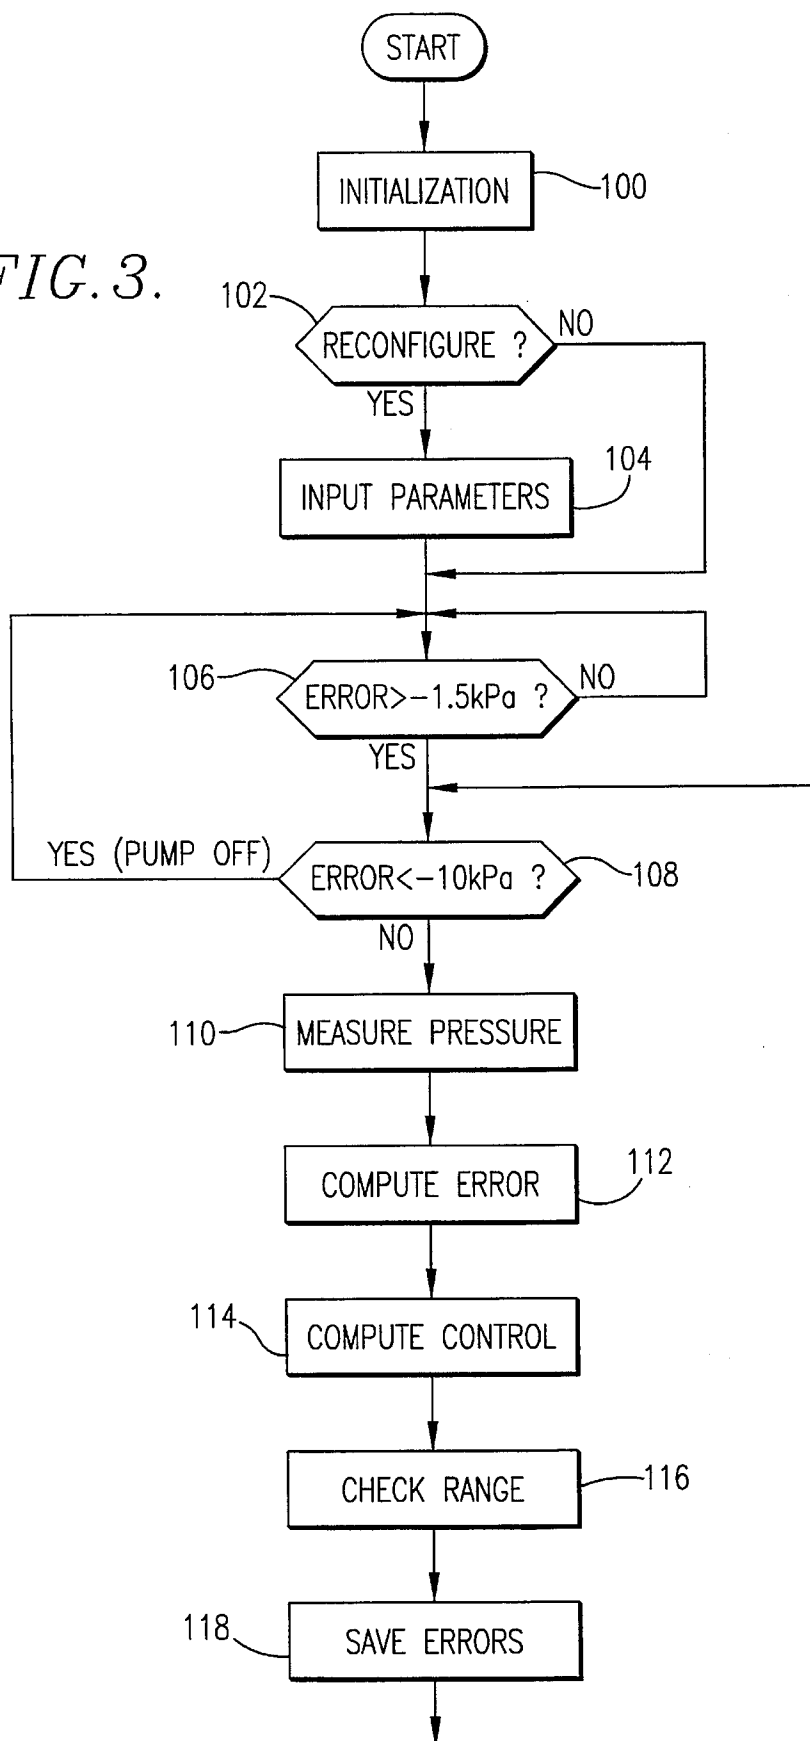 START
INITIALIZATION
100
FIG. 3.
102
RECONFIGURE ?
NO
YES
104
INPUT PARAMETERS
106
ERROR>-1.5kPa ?
NO
YES
YES (PUMP OFF)
ERROR<-10kPa ?
108
NO
110
MEASURE PRESSURE
112
COMPUTE ERROR
114
COMPUTE CONTROL
CHECK RANGE
116
118
SAVE ERRORS